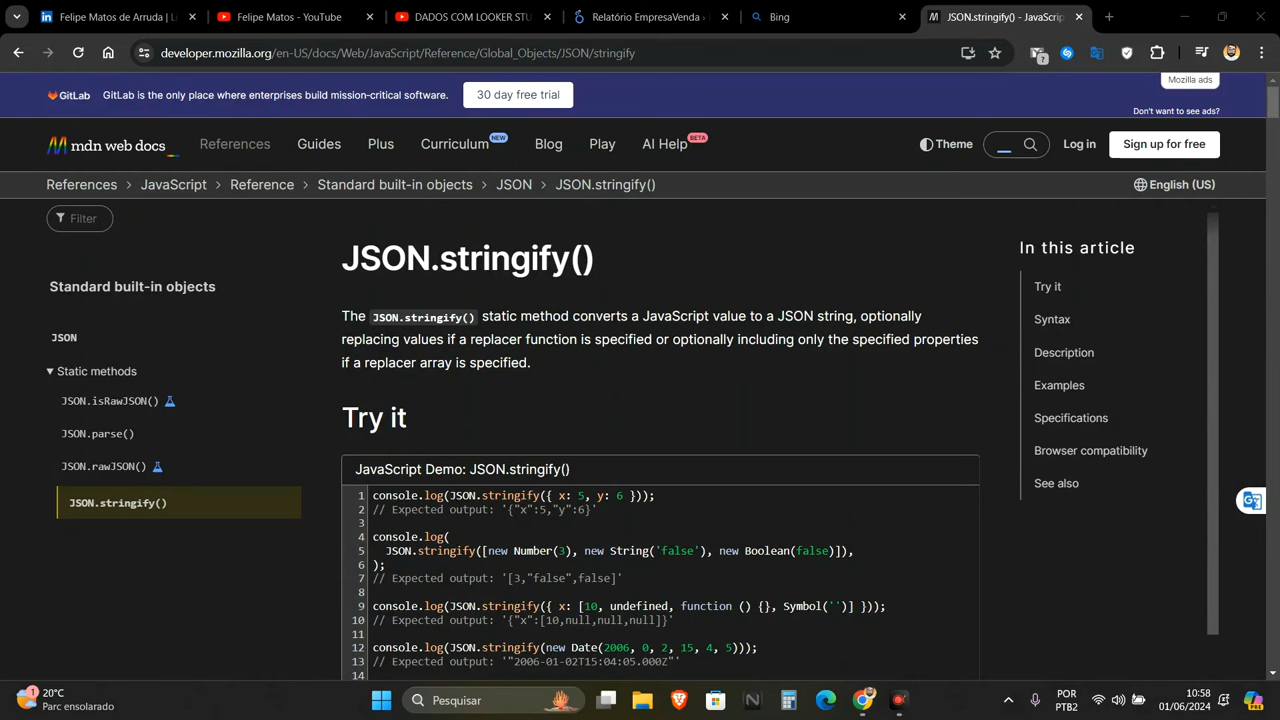 Felipe Matos de Arruda | Li
Felipe Matos - YouTube
DADOS COM LOOKER STU
Relatório EmpresaVenda
Bing
JSON.stringify() - JavaScrip
developer.mozilla.org/en-US/docs/Web/JavaScript/Reference/Global_Objects/JSON/stringify
?
GitLab
GitLab is the only place where enterprises build mission-critical software.
30 day free trial
Mozilla ads
Don't want to see ads?
mdn web docs
References
Guides
Plus
Curriculum NEW
Blog
Play
AI Help BETA
Theme
Log in
Sign up for free
References > JavaScript > Reference > Standard built-in objects > JSON > JSON.stringify()
English (US)
Filter
Standard built-in objects
JSON
Static methods
JSON.isRawJSON()
JSON.parse()
JSON.rawJSON()
JSON.stringify()
JSON.stringify()
The JSON.stringify() static method converts a JavaScript value to a JSON string, optionally
replacing values if a replacer function is specified or optionally including only the specified properties
if a replacer array is specified.
Try it
JavaScript Demo: JSON.stringify()
1 console.log(JSON.stringify({ x: 5, y: 6 }));
2 // Expected output: '{"x":5,"y":6}'
3
4 console.log(
5 JSON.stringify([new Number(3), new String('false'), new Boolean(false)]),
6 );
7 // Expected output: '[3,"false",false]'
8
9 console.log(JSON.stringify({ x: [10, undefined, function () {}, Symbol('')] }));
10 // Expected output: '{"x":[10,null,null,null]}'
11
12 console.log(JSON.stringify(new Date(2006, 0, 2, 15, 4, 5)));
13 // Expected output: '"2006-01-02T15:04:05.000Z"'
14
In this article
Try it
Syntax
Description
Examples
Specifications
Browser compatibility
See also
1
20°C
Parc ensolarado
Pesquisar
POR
PTB2
10:58
01/06/2024
PRE